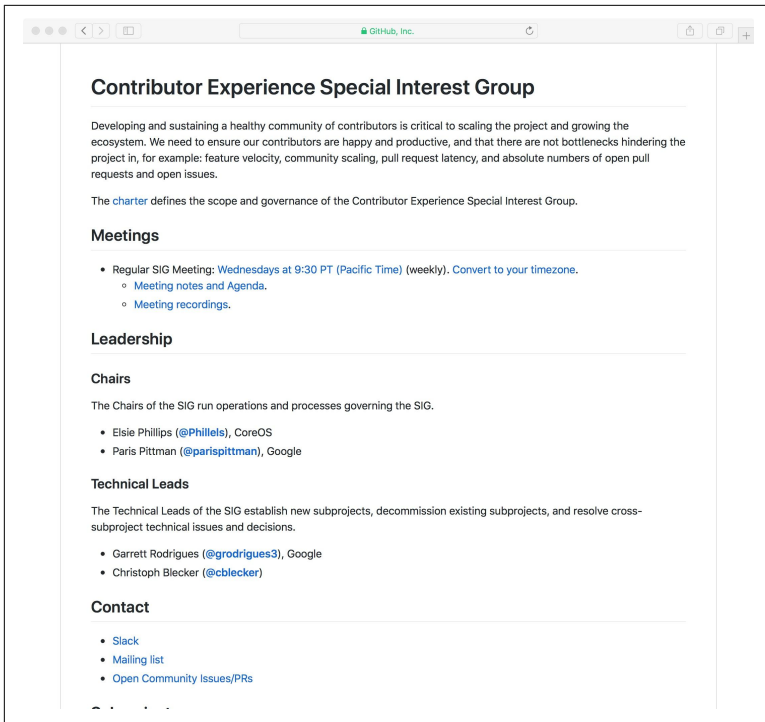 GitHub, Inc.
Contributor Experience Special Interest Group
Developing and sustaining a healthy community of contributors is critical to scaling the project and growing the
ecosystem. We need to ensure our contributors are happy and productive, and that there are not bottlenecks hindering the
project in, for example: feature velocity, community scaling, pull request latency, and absolute numbers of open pull
requests and open issues.
The charter defines the scope and governance of the Contributor Experience Special Interest Group.
Meetings
• Regular SIG Meeting: Wednesdays at 9:30 PT (Pacific Time) (weekly). Convert to your timezone.
◦ Meeting notes and Agenda.
◦ Meeting recordings.
Leadership
Chairs
The Chairs of the SIG run operations and processes governing the SIG.
• Elsie Phillips (@Phillels), CoreOS
• Paris Pittman (@parispittman), Google
Technical Leads
The Technical Leads of the SIG establish new subprojects, decommission existing subprojects, and resolve cross-
subproject technical issues and decisions.
• Garrett Rodrigues (@grodrigues3), Google
• Christoph Blecker (@cblecker)
Contact
• Slack
• Mailing list
• Open Community Issues/PRs